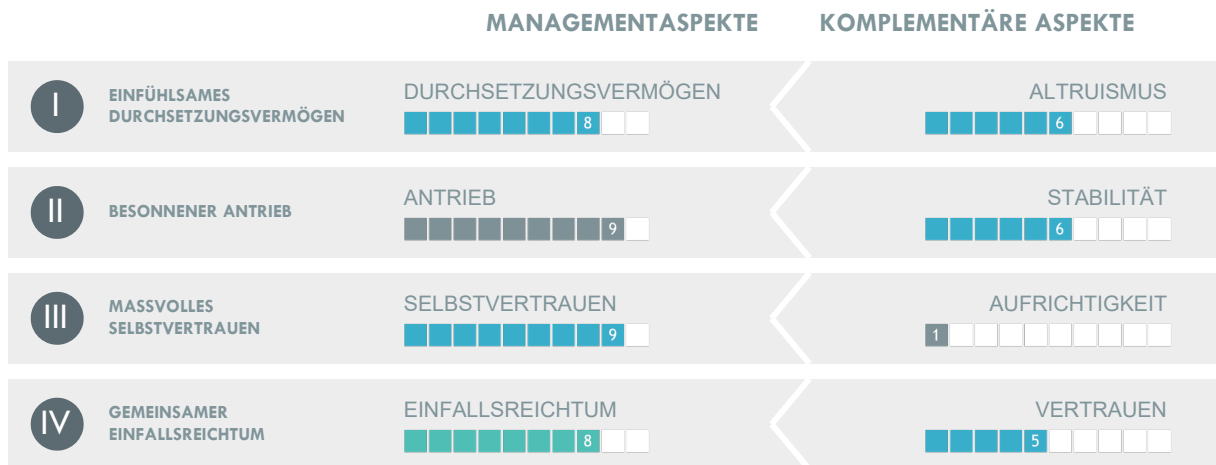 MANAGEMENTASPEKTE KOMPLEMENTÄRE ASPEKTE
I EINFÜHLSAMES DURCHSETZUNGSVERMÖGEN ALTRUISMUS
DURCHSETZUNGSVERMÖGEN 8 6
II BESONNENER ANTRIEB ANTRIEB STABILITÄT
9 6
III MASSVOLLES SELBSTVERTRAUEN AUFRICHTIGKEIT
SELBSTVERTRAUEN 9 1
IV GEMEINSAMER EINFALLSREICHTUM VERTRAUEN
EINFALLSREICHTUM 8 5